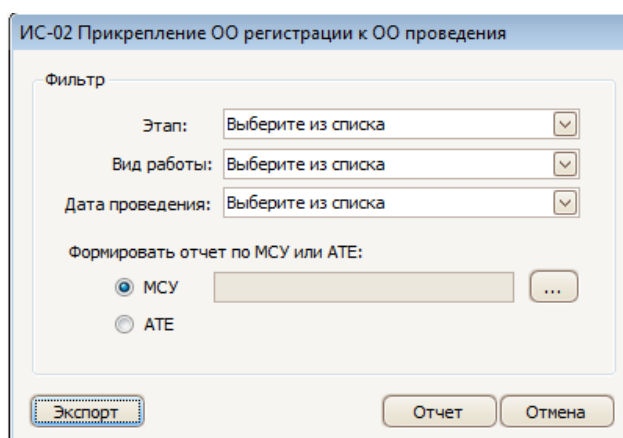 ИС-02 Прикрепление ОО регистрации к ОО проведения
Фильтр
Этап: Выберите из списка
Вид работы: Выберите из списка
Дата проведения: Выберите из списка
Формировать отчет по МСУ или АТЕ:
МСУ ...
АТЕ
Экспорт Отчет Отмена